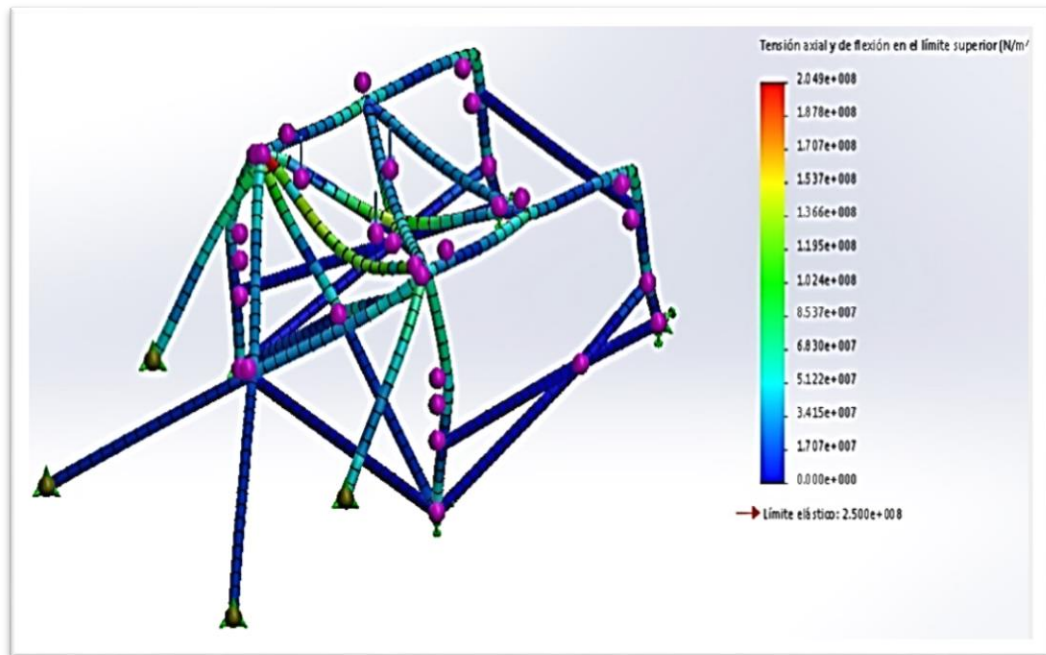 Tensión axial y de flexión en el límite superior (N/m²
2.049e+008
1.878e+008
1.707e+008
1.537e+008
1.366e+008
1.195e+008
1.024e+008
8.537e+007
6.830e+007
5.122e+007
3.415e+007
1.707e+007
0.000e+000
Límite elástico: 2.500e+008